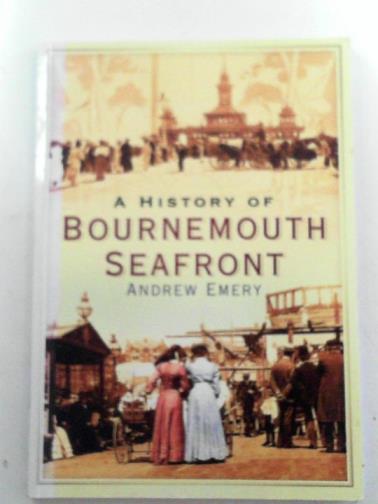 A HISTORY OF
BOURNEMOUTH
SEAFRONT
ANDREW EMERY